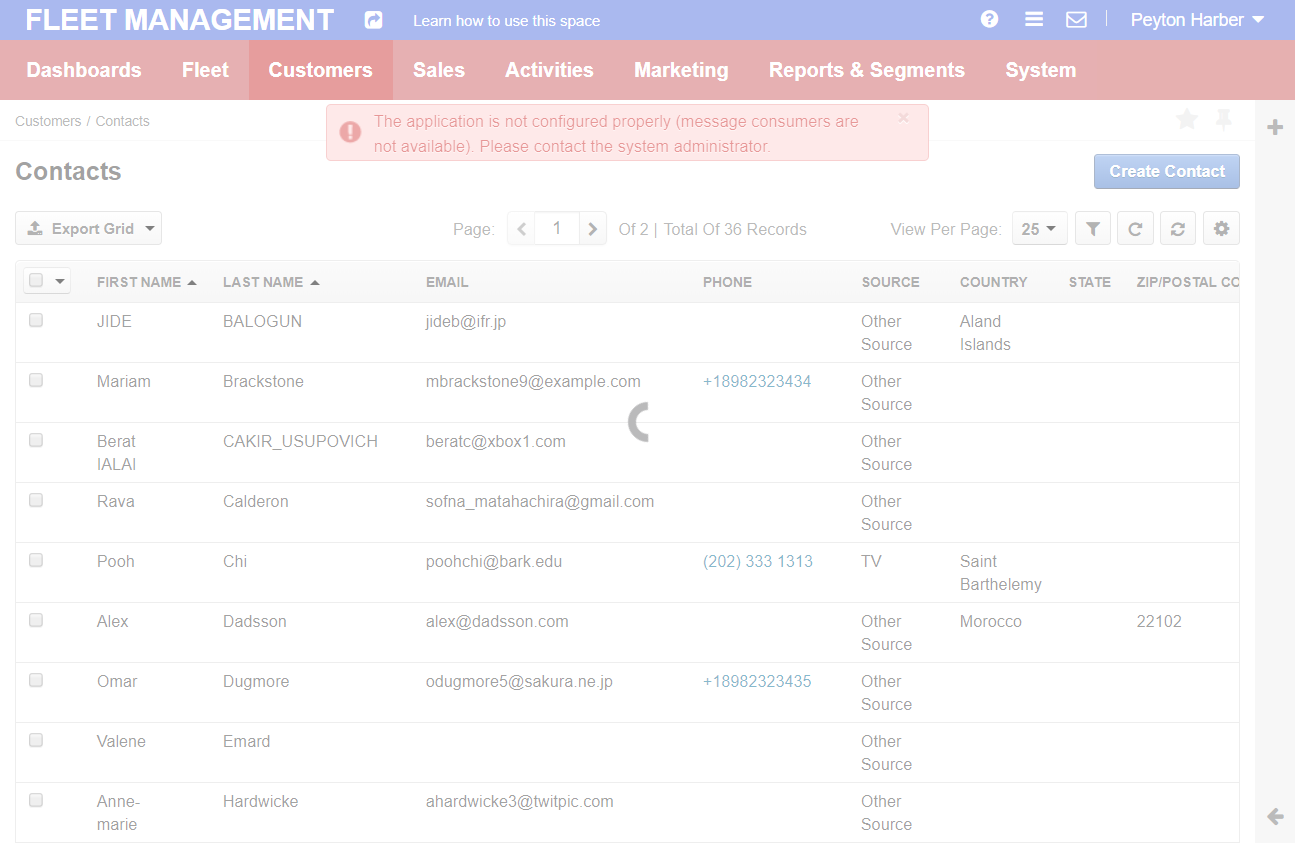 FLEET MANAGEMENT Learn how to use this space Peyton Harber
Dashboards Fleet Customers Sales Activities Marketing Reports & Segments System
Customers / Contacts
The application is not configured properly (message consumers are
not available). Please contact the system administrator.
Contacts
Create Contact
Export Grid Page: 1 Of 2 | Total Of 36 Records View Per Page: 25
FIRST NAME LAST NAME EMAIL PHONE SOURCE COUNTRY STATE ZIP/POSTAL CO
JIDE BALOGUN jideb@ifr.jp Other Aland
Source Islands
Mariam Brackstone mbrackstone9@example.com +18982323434 Other
Source
Berat CAKIR_USUPOVICH beratc@xbox1.com Other
IALAI Source
Rava Calderon sofna_matahachira@gmail.com Other
Source
Pooh Chi poohchi@bark.edu (202) 333 1313 TV Saint
Barthelemy
Alex Dadsson alex@dadsson.com Other Morocco 22102
Source
Omar Dugmore odugmore5@sakura.ne.jp +18982323435 Other
Source
Valene Emard Other
Source
Anne- Hardwicke ahardwicke3@twitpic.com Other
marie Source